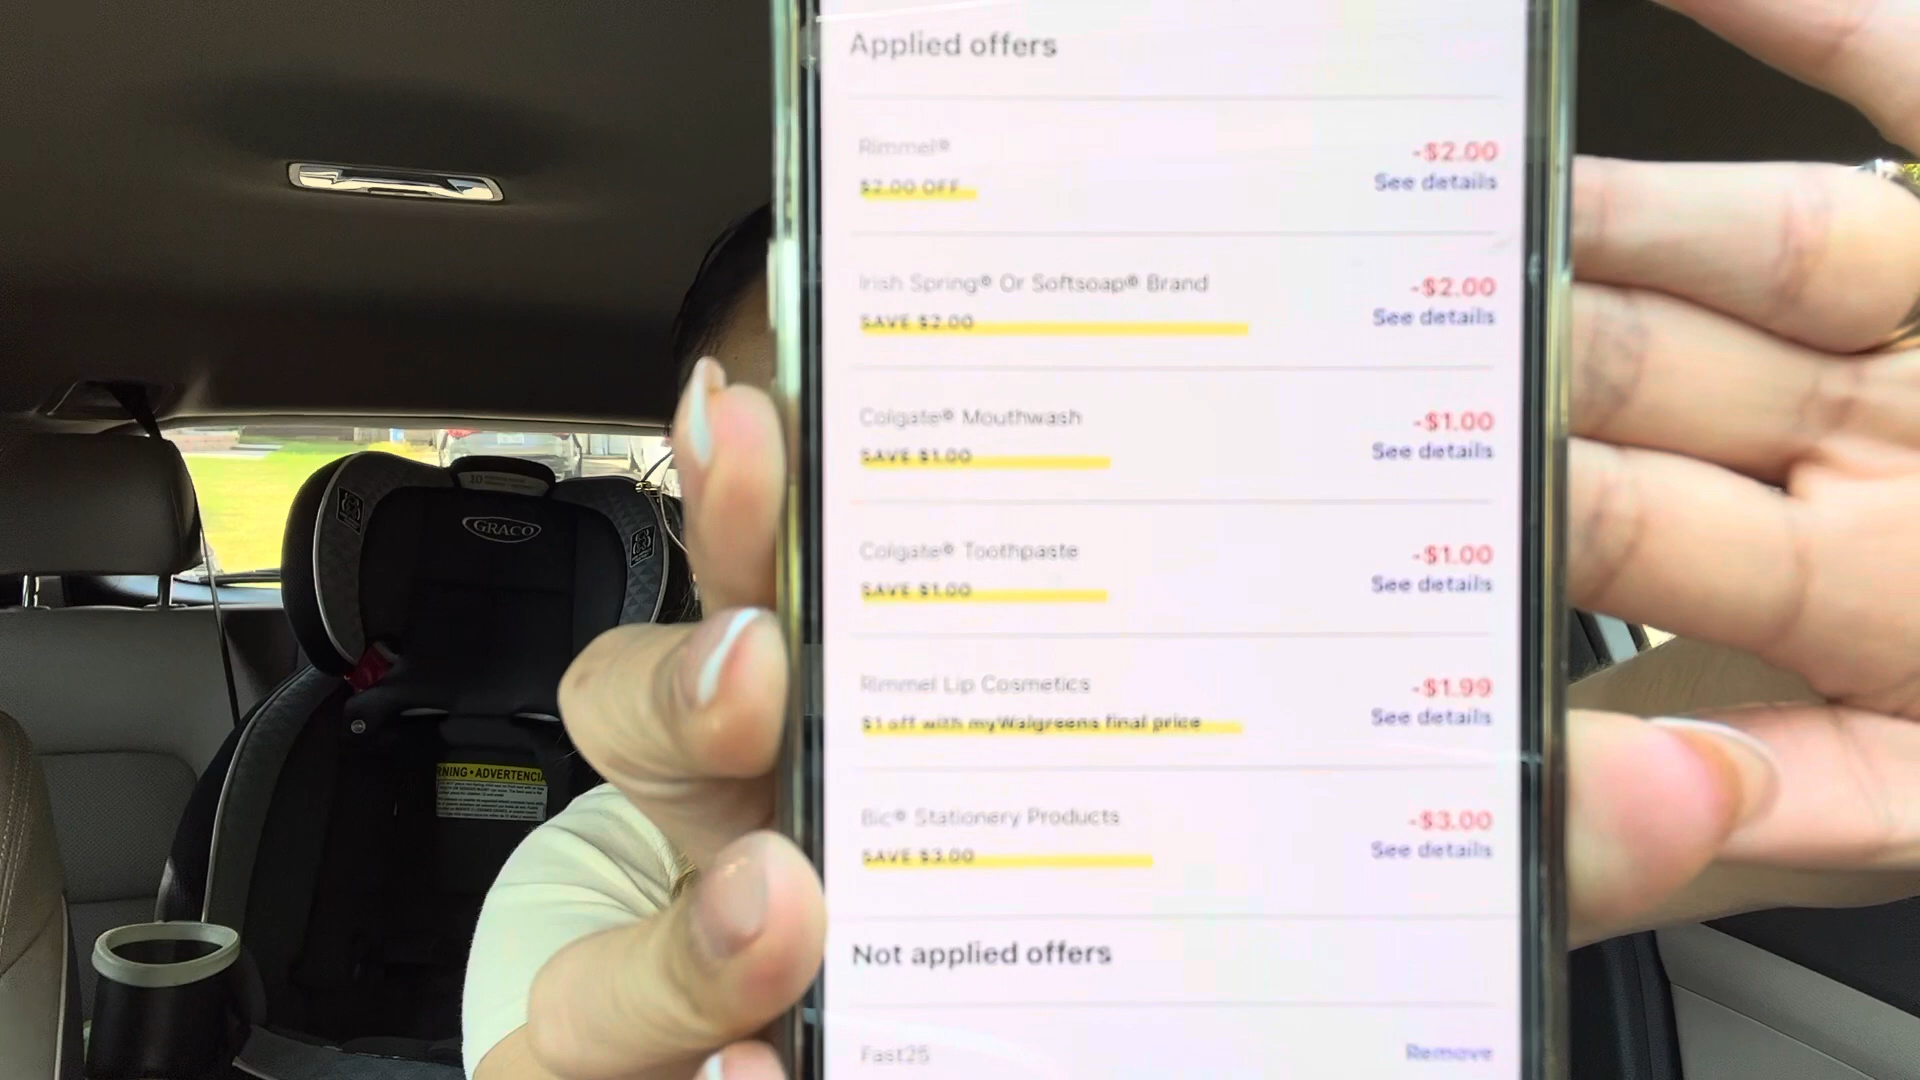 Applied offers
Rimmel®
$2.00 OFF
-$2.00
See details
Irish Spring® Or Softsoap® Brand
SAVE $2.00
-$2.00
See details
Colgate® Mouthwash
SAVE $1.00
-$1.00
See details
Colgate® Toothpaste
SAVE $1.00
-$1.00
See details
Rimmel Lip Cosmetics
$1 off with myWalgreens final price
-$1.99
See details
Bic® Stationery Products
SAVE $3.00
-$3.00
See details
Not applied offers
Fast25
Remove
GRACO
10
RNING • ADVERTENCIA